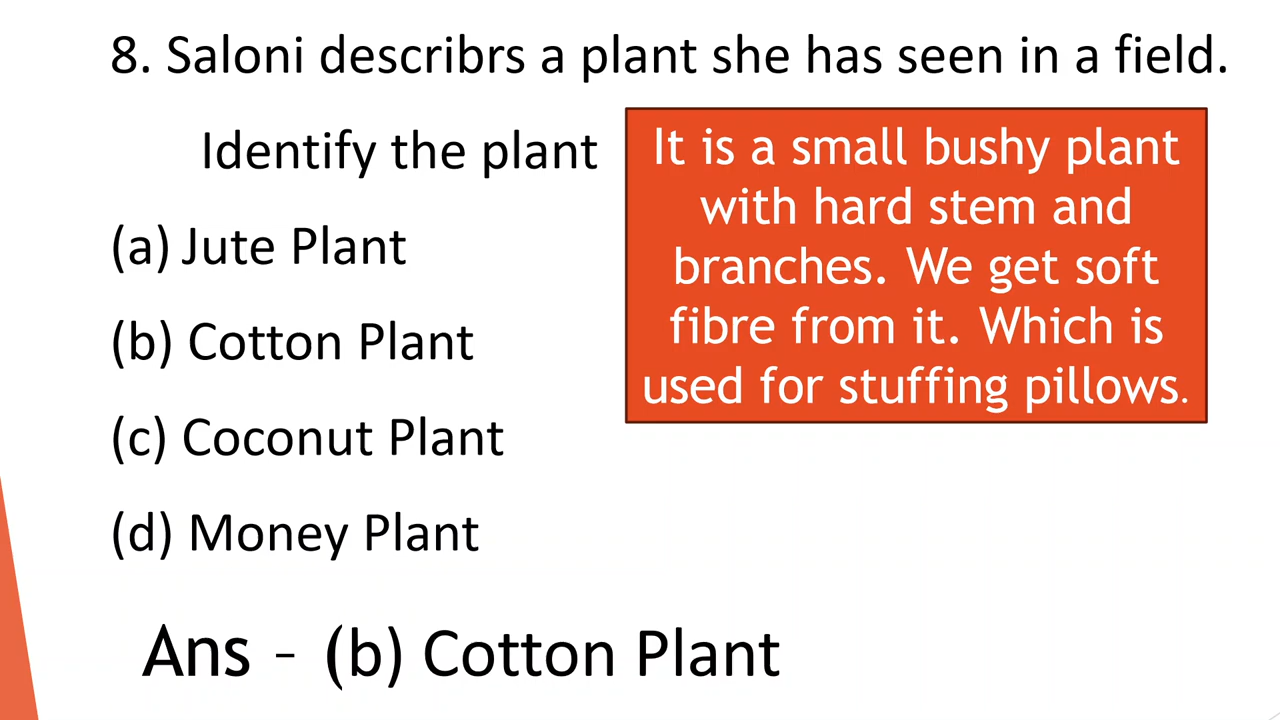 8. Saloni describrs a plant she has seen in a field.
Identify the plant
It is a small bushy plant
with hard stem and
branches. We get soft
fibre from it. Which is
used for stuffing pillows.
(a) Jute Plant
(b) Cotton Plant
(c) Coconut Plant
(d) Money Plant
Ans - (b) Cotton Plant